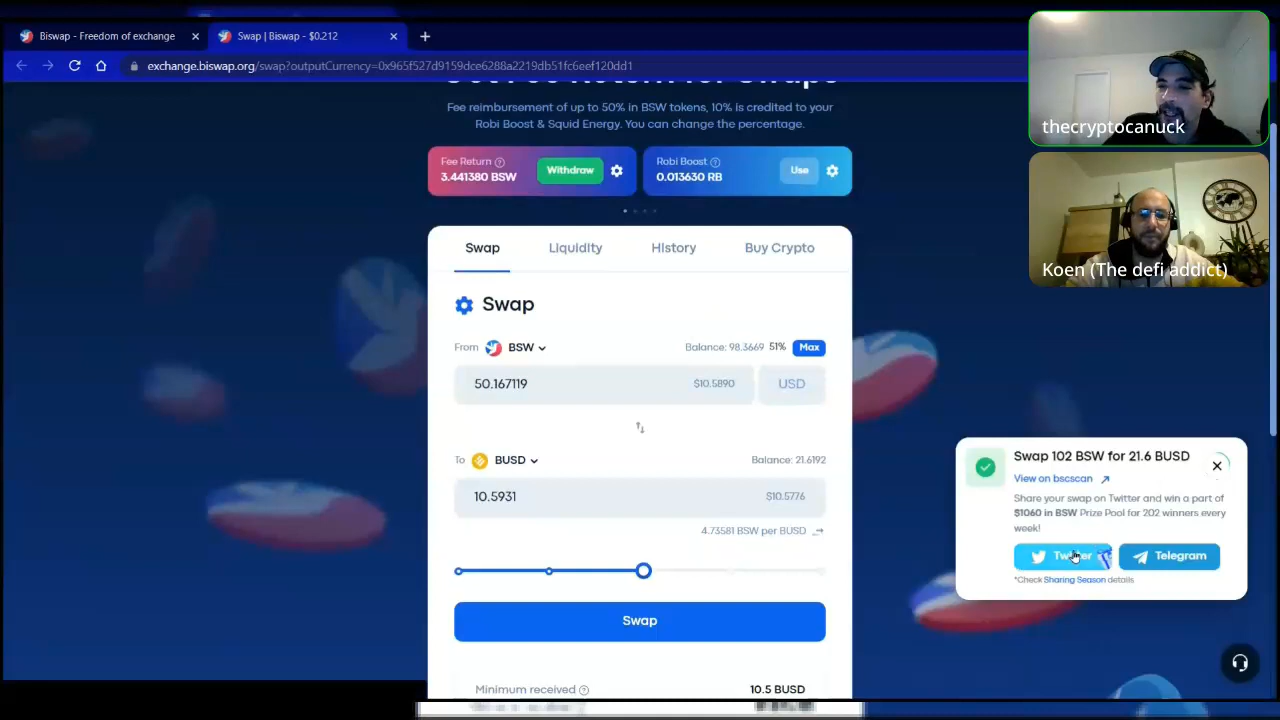 Biswap - Freedom of exchange
Swap | Biswap - $0.212
exchange.biswap.org/swap?outputCurrency=0x965f527d9159dce6288a2219db51fc6eef120dd1
Fee reimbursement of up to 50% in BSW tokens, 10% is credited to your
Robi Boost & Squid Energy. You can change the percentage.
Fee Return
3.441380 BSW
Withdraw
Robi Boost
0.013630 RB
Use
Swap Liquidity History Buy Crypto
Swap
From BSW Balance: 98.3669 51% Max
50.167119 $10.5890 USD
To BUSD Balance: 21.6192
10.5931 $10.5776
4.73581 BSW per BUSD
Swap
Minimum received 10.5 BUSD
thecryptocanuck
Koen (The defi addict)
Swap 102 BSW for 21.6 BUSD
View on bscscan
Share your swap on Twitter and win a part of
$1060 in BSW Prize Pool for 202 winners every
week!
Twitter Telegram
*Check Sharing Season details